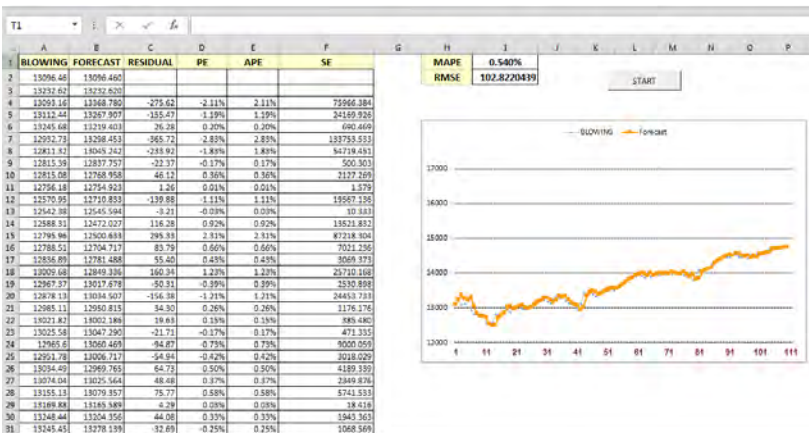 T1
A B C D E F G H I J K L M N O P
1 BLOWING FORECAST RESIDUAL PE APE SE MAPE 0.540%
2 13096.46 13096.460 RMSE 102.8220439 START
3 13232.62 13232.620
4 13093.16 13368.780 -275.62 -2.11% 2.11% 75966.384
5 13112.44 13267.907 -155.47 -1.19% 1.19% 24169.926
6 13245.68 13219.403 26.28 0.20% 0.20% 690.469
7 12932.73 13298.453 -365.72 -2.83% 2.83% 133753.533
8 12811.32 13045.242 -233.92 -1.83% 1.83% 54719.451
9 12815.39 12837.757 -22.37 -0.17% 0.17% 500.303
10 12815.08 12768.958 46.12 0.36% 0.36% 2127.269
11 12756.18 12754.923 1.26 0.01% 0.01% 1.579
12 12570.95 12710.833 -139.88 -1.11% 1.11% 19567.136
13 12542.38 12545.594 -3.21 -0.03% 0.03% 10.333
14 12588.31 12472.027 116.28 0.92% 0.92% 13521.832
15 12795.96 12500.633 295.33 2.31% 2.31% 87218.304
16 12788.51 12704.717 83.79 0.66% 0.66% 7021.236
17 12836.89 12781.488 55.40 0.43% 0.43% 3069.373
18 13009.68 12849.336 160.34 1.23% 1.23% 25710.168
19 12967.37 13017.678 -50.31 -0.39% 0.39% 2530.898
20 12878.13 13034.507 -156.38 -1.21% 1.21% 24453.733
21 12985.11 12950.815 34.30 0.26% 0.26% 1176.176
22 13021.82 13002.186 19.63 0.15% 0.15% 385.480
23 13025.58 13047.290 -21.71 -0.17% 0.17% 471.335
24 12965.6 13060.469 -94.87 -0.73% 0.73% 9000.059
25 12951.78 13006.717 -54.94 -0.42% 0.42% 3018.029
26 13034.49 12969.765 64.73 0.50% 0.50% 4189.339
27 13074.04 13025.564 48.48 0.37% 0.37% 2349.876
28 13155.13 13079.357 75.77 0.58% 0.58% 5741.533
29 13169.88 13165.589 4.29 0.03% 0.03% 18.416
30 13248.44 13204.356 44.08 0.33% 0.33% 1943.363
31 13245.45 13278.139 -32.69 -0.25% 0.25% 1068.569
BLOWING Forecast
17000
16000
15000
14000
13000
12000
1 11 21 31 41 51 61 71 81 91 101 111